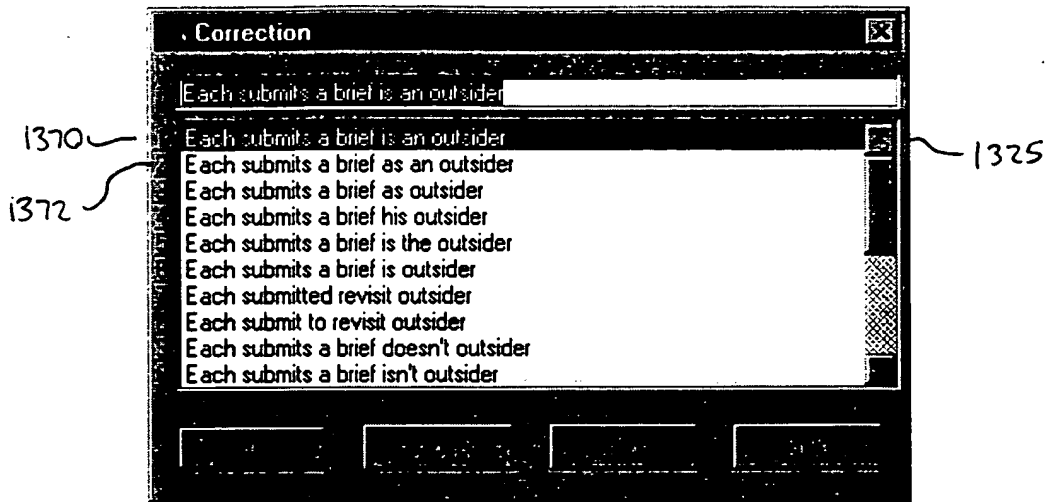 Correction
Each submits a brief is an outsider
1370
Each submits a brief is an outsider
1325
1372
Each submits a brief as an outsider
Each submits a brief as outsider
Each submits a brief his outsider
Each submits a brief is the outsider
Each submits a brief is outsider
Each submitted revisit outsider
Each submit to revisit outsider
Each submits a brief doesn't outsider
Each submits a brief isn't outsider